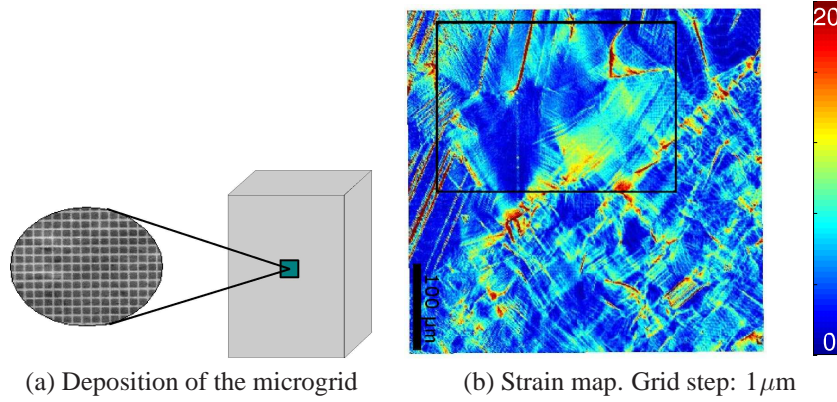 20
0
100 µm
(a) Deposition of the microgrid
(b) Strain map. Grid step: 1µm